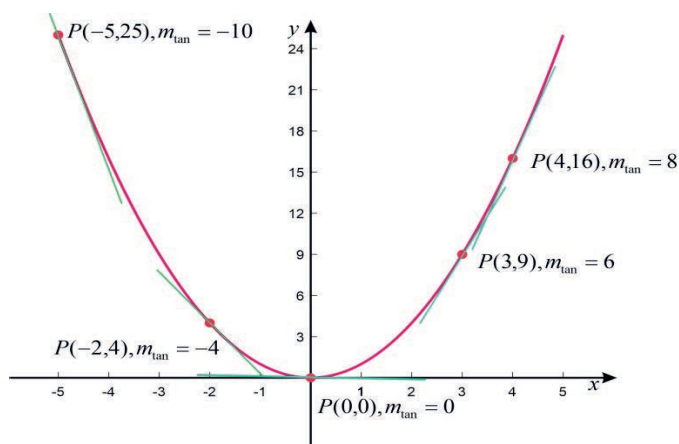 P(−5,25), m_tan = −10
y
24
21
18
15
12
9
6
3
P(4,16), m_tan = 8
P(3,9), m_tan = 6
P(−2,4), m_tan = −4
-5 -4 -3 -2 -1 1 2 3 4 5
x
P(0,0), m_tan = 0